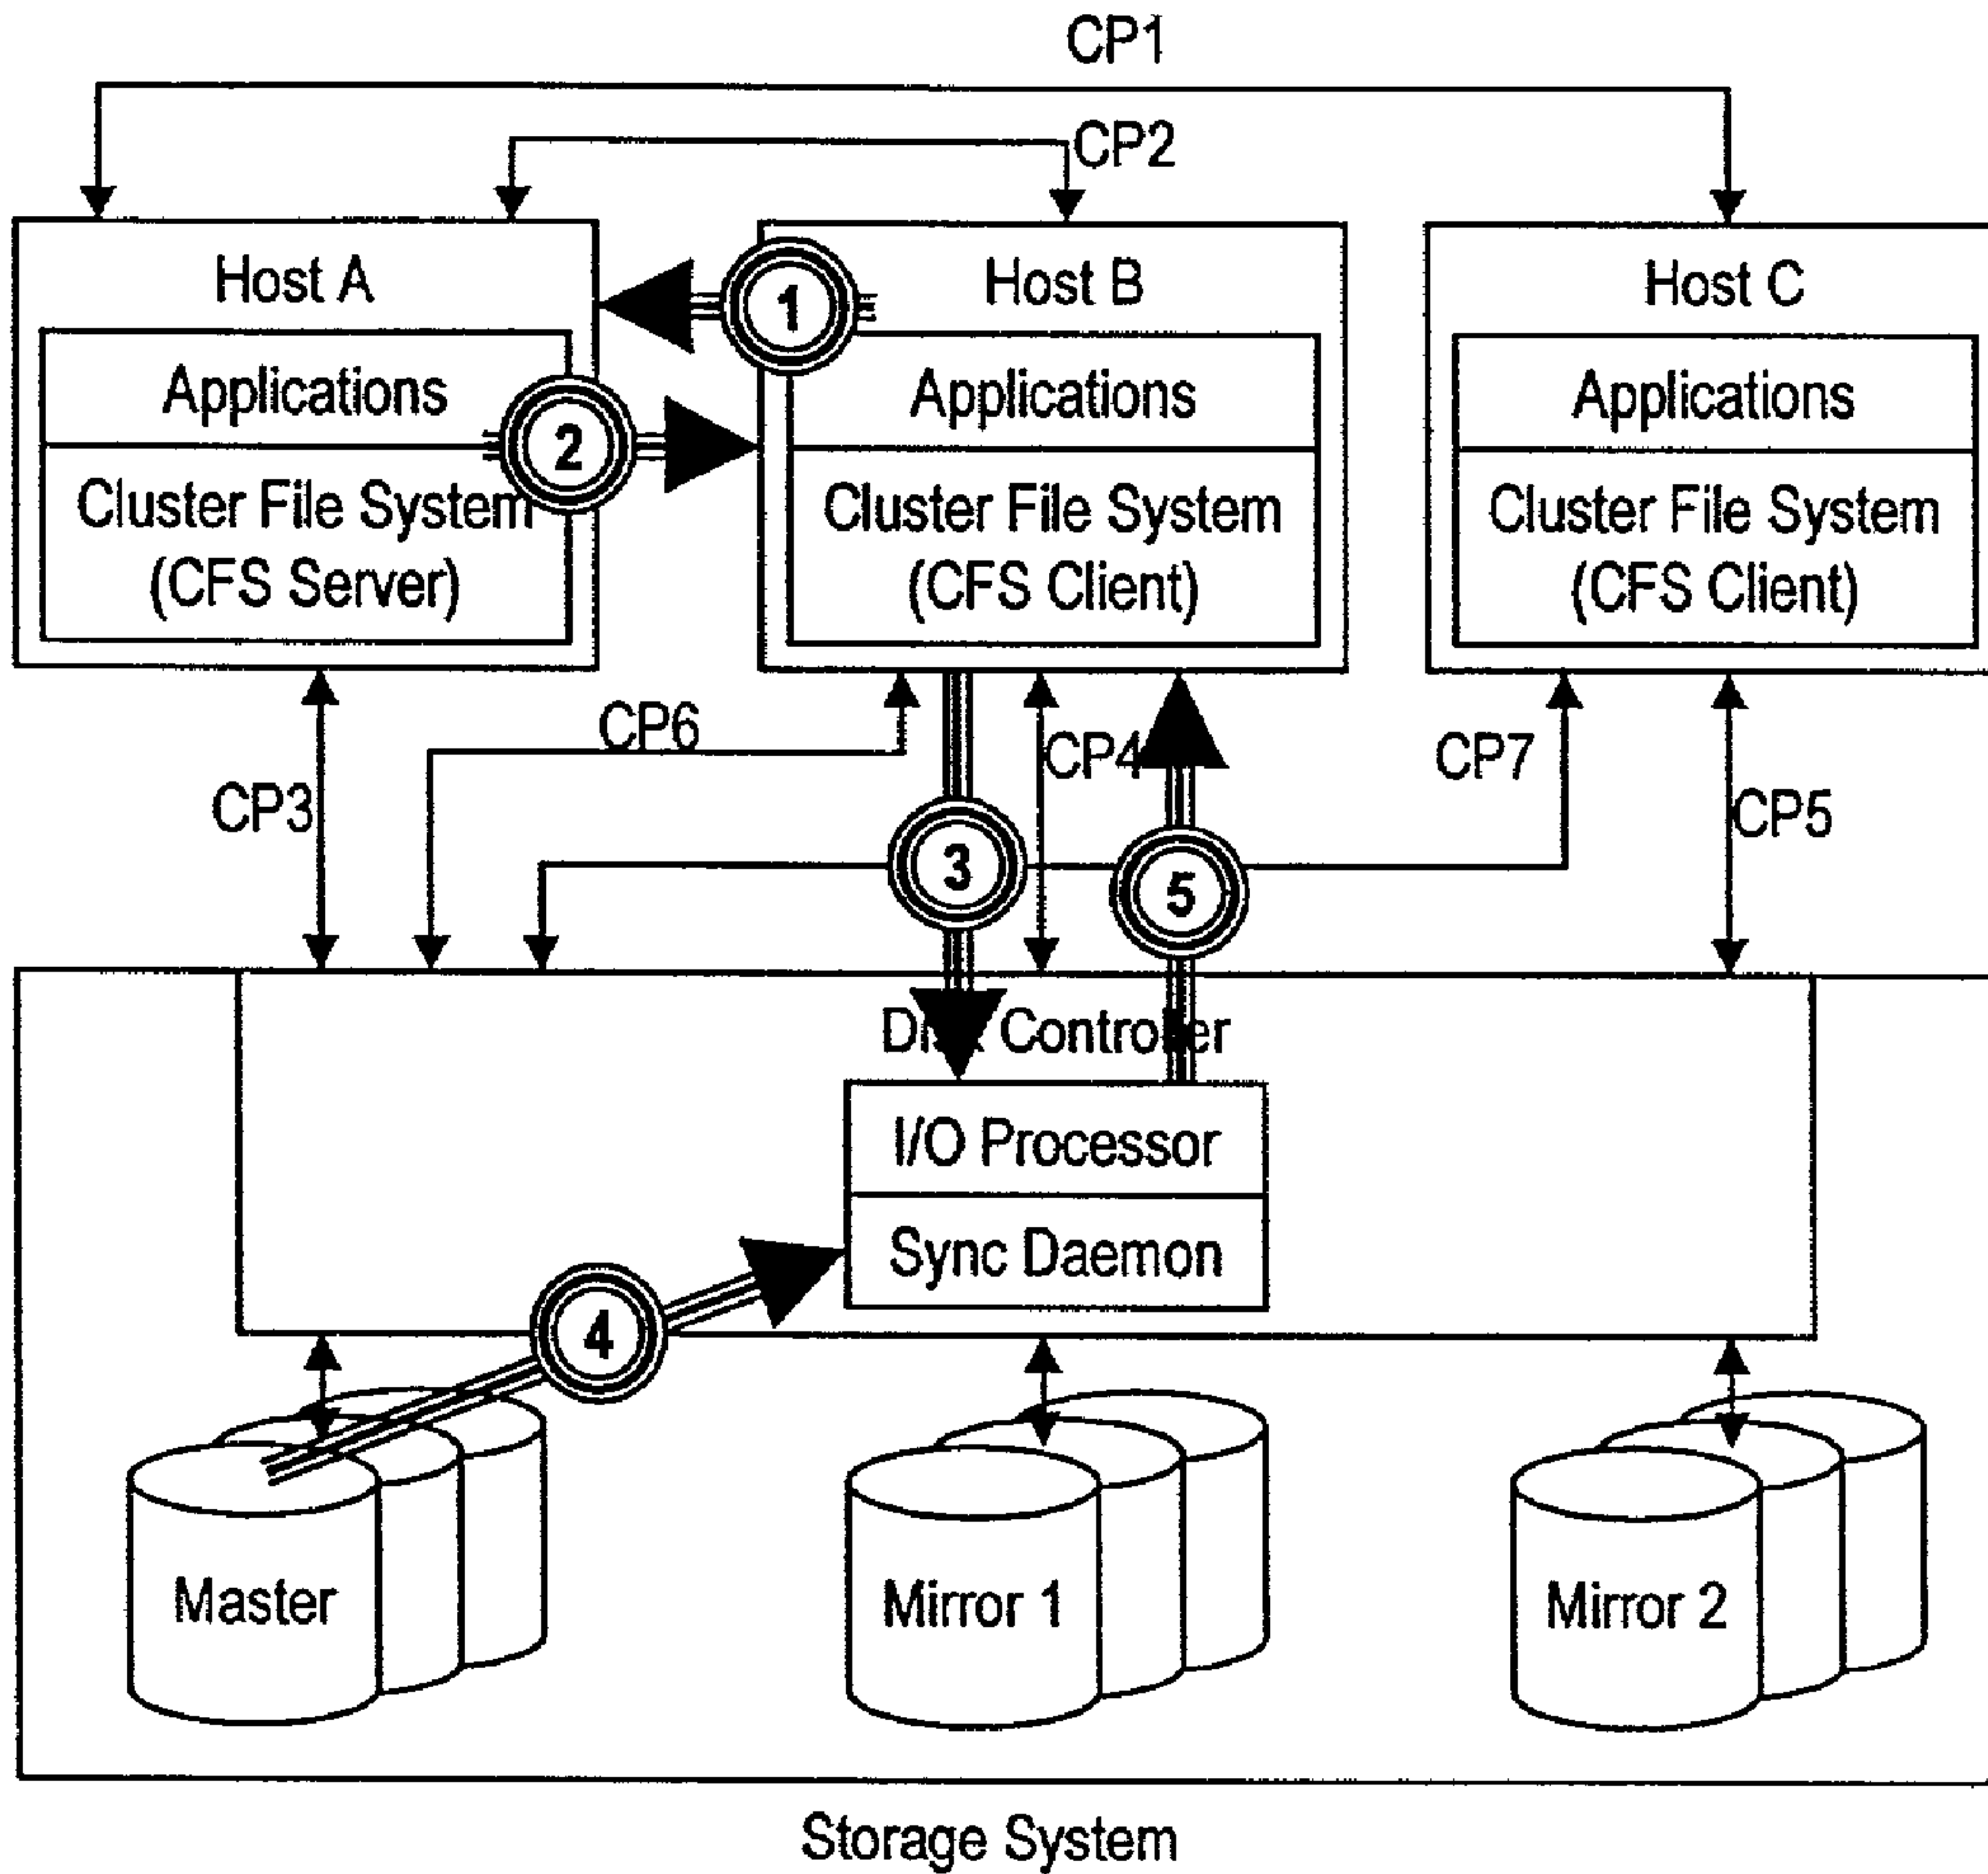 CP1
CP2
Host A
1
Host B
Host C
Applications
Applications
Applications
2
Cluster File System
(CFS Server)
Cluster File System
(CFS Client)
Cluster File System
(CFS Client)
CP6
CP4
CP7
CP3
CP5
3
5
Disk Controller
I/O Processor
Sync Daemon
4
Master
Mirror 1
Mirror 2
Storage System